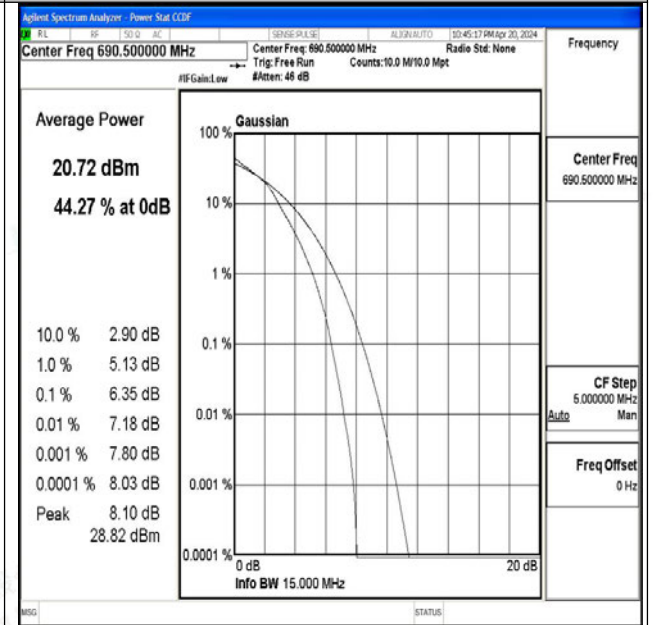 Agilent Spectrum Analyzer - Power Stat CCDF
RL RF 50 Ω AC SENSE:PULSE ALIGN AUTO 10:45:17 PM Apr 20, 2024
Center Freq 690.500000 MHz
Center Freq: 690.500000 MHz Radio Std: None
Trig: Free Run Counts:10.0 M/10.0 Mpt
#IFGain:Low #Atten: 46 dB
Frequency
Average Power
20.72 dBm
44.27 % at 0dB
10.0 % 2.90 dB
1.0 % 5.13 dB
0.1 % 6.35 dB
0.01 % 7.18 dB
0.001 % 7.80 dB
0.0001 % 8.03 dB
Peak 8.10 dB
28.82 dBm
Gaussian
100 %
10 %
1 %
0.1 %
0.01 %
0.001 %
0.0001 %
0 dB 20 dB
Info BW 15.000 MHz
Center Freq
690.500000 MHz
CF Step
5.000000 MHz
Auto Man
Freq Offset
0 Hz
MSG STATUS